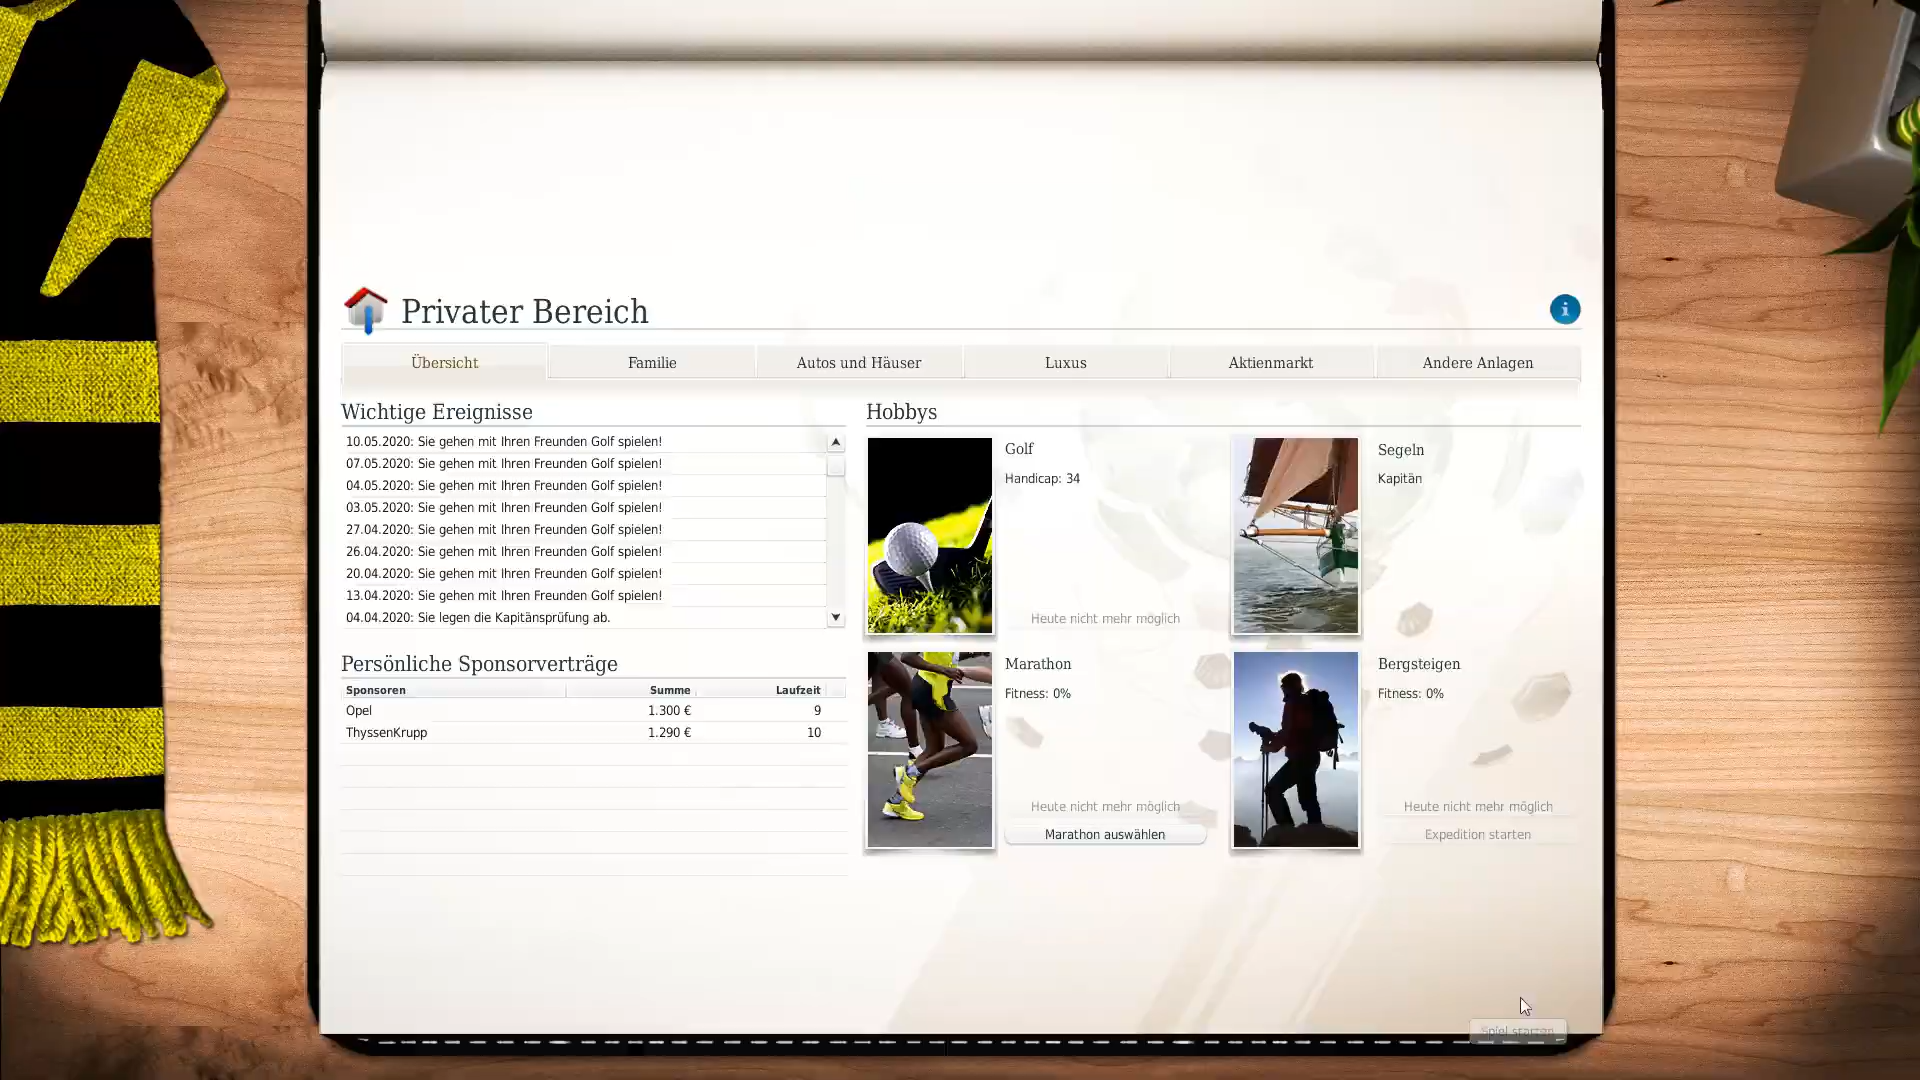 Privater Bereich
Übersicht
Familie
Autos und Häuser
Luxus
Aktienmarkt
Andere Anlagen
Wichtige Ereignisse
10.05.2020: Sie gehen mit Ihren Freunden Golf spielen!
07.05.2020: Sie gehen mit Ihren Freunden Golf spielen!
04.05.2020: Sie gehen mit Ihren Freunden Golf spielen!
03.05.2020: Sie gehen mit Ihren Freunden Golf spielen!
27.04.2020: Sie gehen mit Ihren Freunden Golf spielen!
26.04.2020: Sie gehen mit Ihren Freunden Golf spielen!
20.04.2020: Sie gehen mit Ihren Freunden Golf spielen!
13.04.2020: Sie gehen mit Ihren Freunden Golf spielen!
04.04.2020: Sie legen die Kapitänsprüfung ab.
Persönliche Sponsorverträge
Sponsoren Summe Laufzeit
Opel 1.300 € 9
ThyssenKrupp 1.290 € 10
Hobbys
Golf
Handicap: 34
Heute nicht mehr möglich
Segeln
Kapitän
Marathon
Fitness: 0%
Heute nicht mehr möglich
Marathon auswählen
Bergsteigen
Fitness: 0%
Heute nicht mehr möglich
Expedition starten
Spiel starten